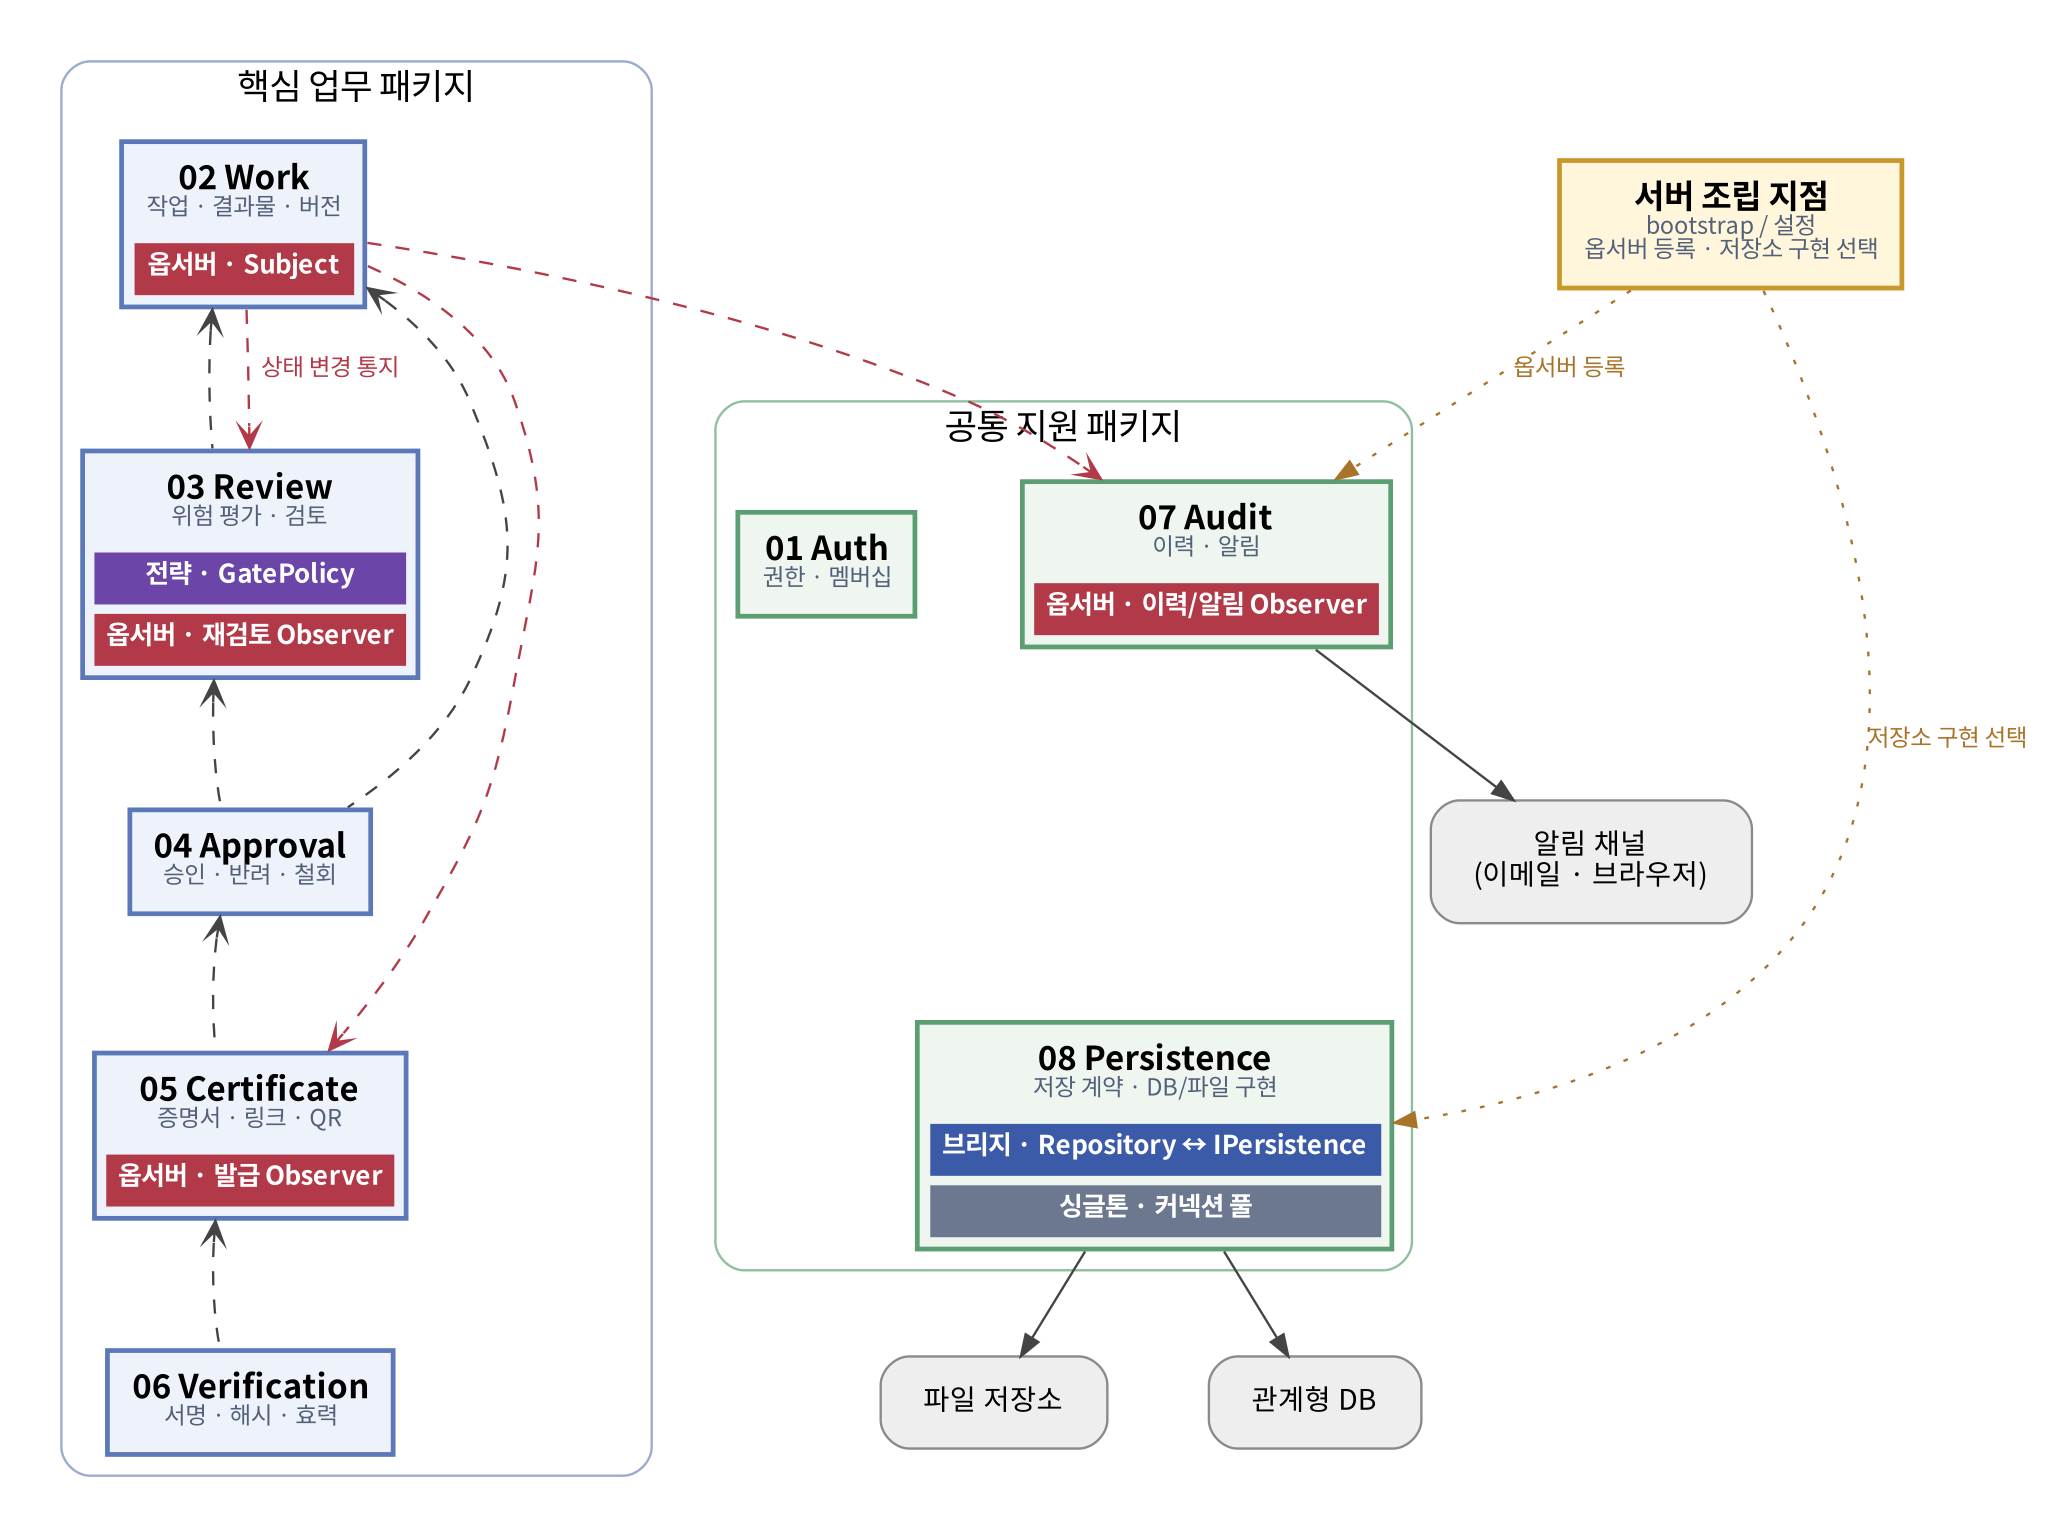 핵심 업무 패키지
02 Work
작업 · 결과물 · 버전
옵서버 · Subject
상태 변경 통지
03 Review
위험 평가 · 검토
전략 · GatePolicy
옵서버 · 재검토 Observer
04 Approval
승인 · 반려 · 철회
05 Certificate
증명서 · 링크 · QR
옵서버 · 발급 Observer
06 Verification
서명 · 해시 · 효력
공통 지원 패키지
01 Auth
권한 · 멤버십
07 Audit
이력 · 알림
옵서버 · 이력/알림 Observer
08 Persistence
저장 계약 · DB/파일 구현
브리지 · Repository ↔ IPersistence
싱글톤 · 커넥션 풀
파일 저장소
관계형 DB
서버 조립 지점
bootstrap / 설정
옵서버 등록 · 저장소 구현 선택
옵서버 등록
저장소 구현 선택
알림 채널
(이메일 · 브라우저)